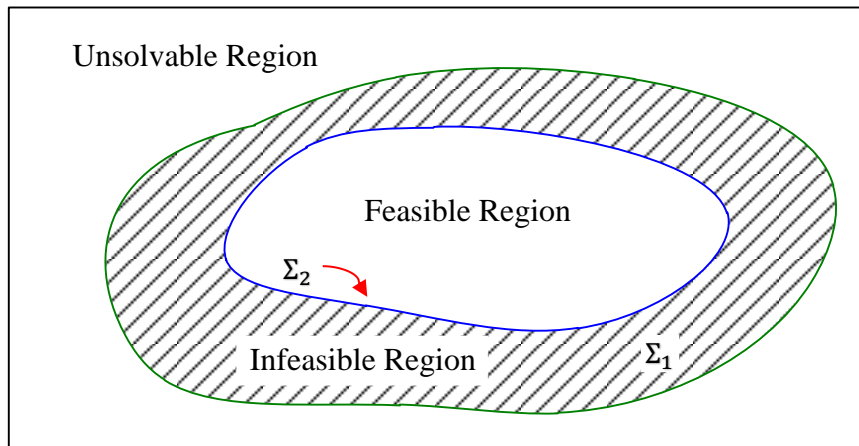 Unsolvable Region
Feasible Region
Σ₂
Infeasible Region
Σ₁